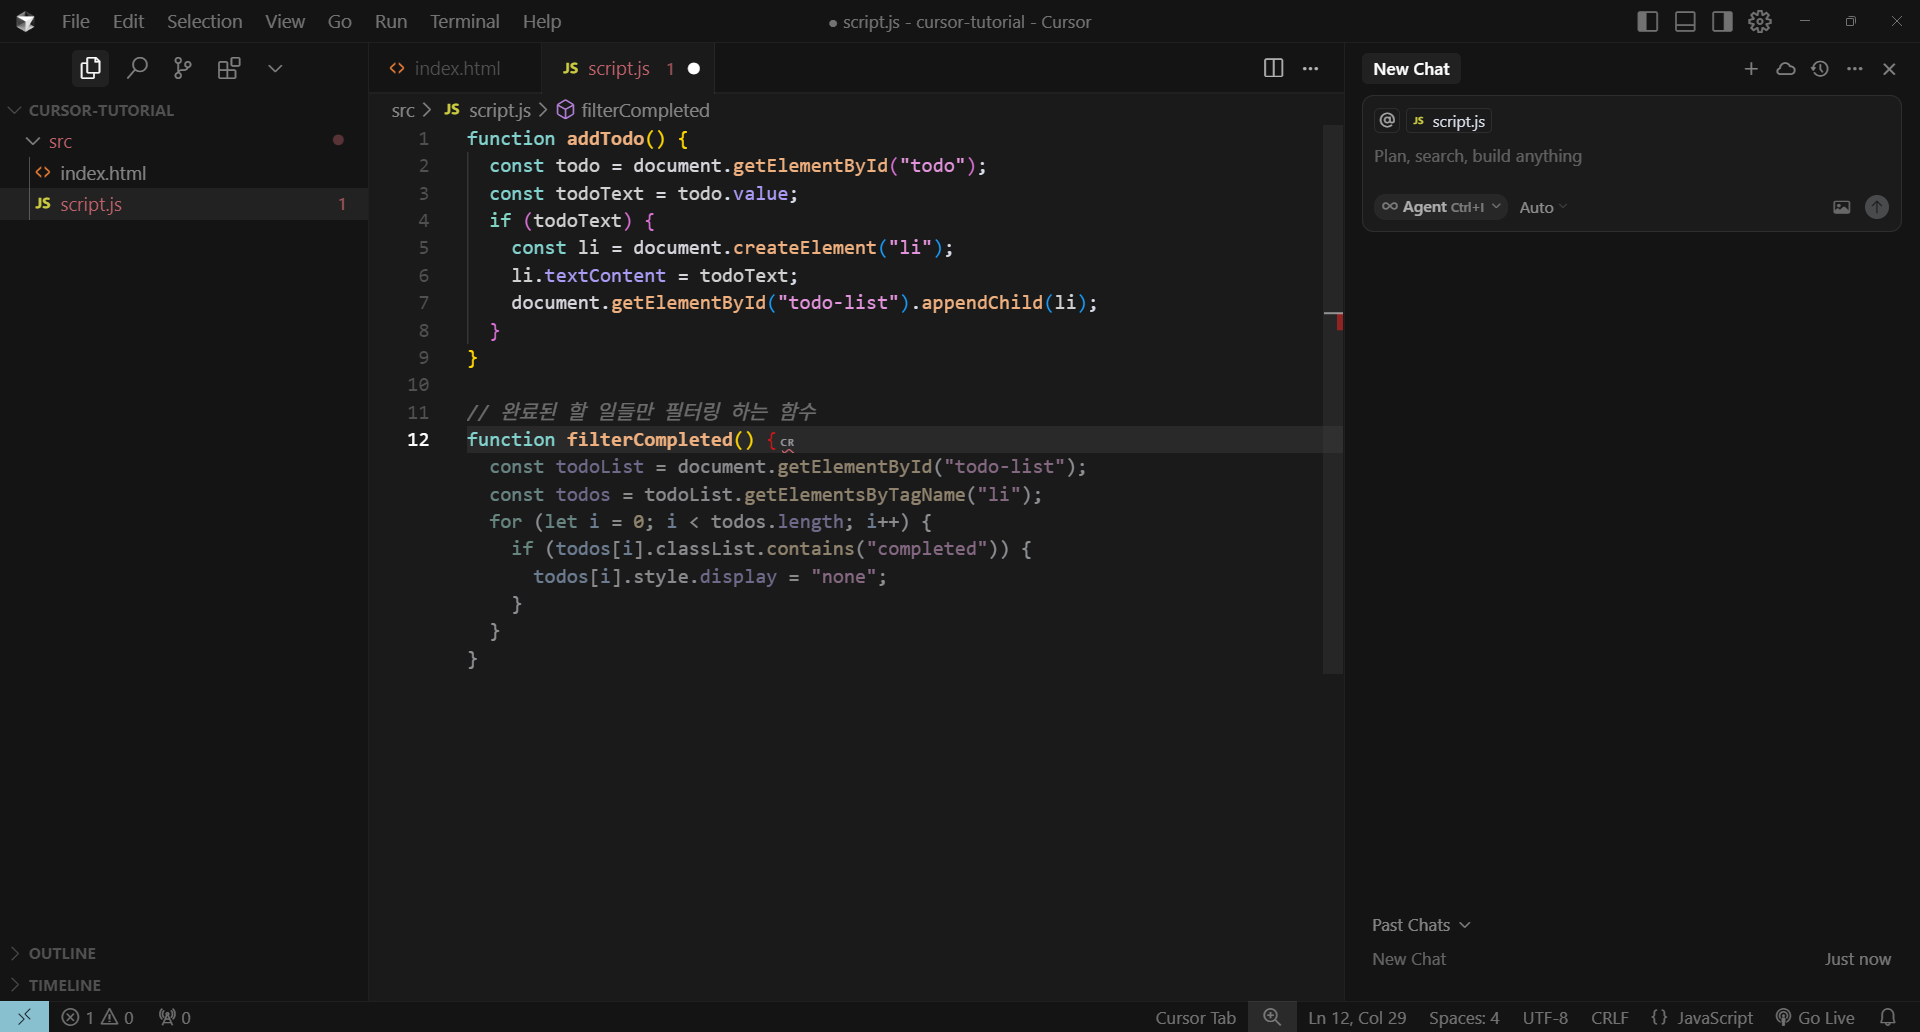 File Edit Selection View Go Run Terminal Help
● script.js - cursor-tutorial - Cursor
CURSOR-TUTORIAL
src
index.html
JS script.js 1
OUTLINE
TIMELINE
index.html
JS script.js 1
src > JS script.js > filterCompleted
1 function addTodo() {
2 const todo = document.getElementById("todo");
3 const todoText = todo.value;
4 if (todoText) {
5 const li = document.createElement("li");
6 li.textContent = todoText;
7 document.getElementById("todo-list").appendChild(li);
8 }
9 }
10
11 // 완료된 할 일들만 필터링 하는 함수
12 function filterCompleted() { CR
const todoList = document.getElementById("todo-list");
const todos = todoList.getElementsByTagName("li");
for (let i = 0; i < todos.length; i++) {
if (todos[i].classList.contains("completed")) {
todos[i].style.display = "none";
}
}
}
New Chat
@ JS script.js
Plan, search, build anything
∞ Agent Ctrl+I Auto
Past Chats
New Chat Just now
1 0 0
Cursor Tab Ln 12, Col 29 Spaces: 4 UTF-8 CRLF {} JavaScript Go Live